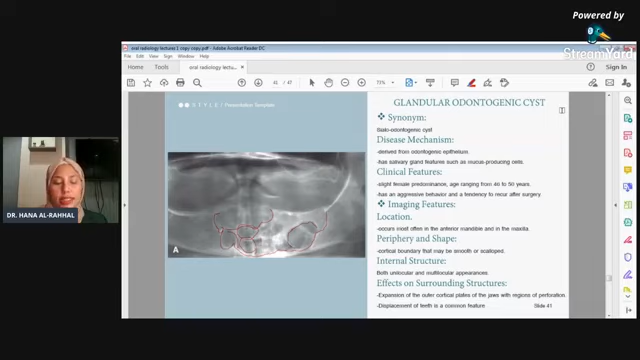 Powered by
StreamYard
oral radiology lectures 2 copy copy.pdf - Adobe Acrobat Reader DC
File Edit View Sign Window Help
Home Tools oral radiology lectu... × Sign In
41 / 47 73%
STYLE / Presentation Template
GLANDULAR ODONTOGENIC CYST
❖ Synonym:
Sialo-odontogenic cyst
Disease Mechanism:
-derived from odontogenic epithelium.
-has salivary gland features such as mucus-producing cells.
Clinical Features:
-slight female predominance, age ranging from 46 to 50 years.
-has an aggressive behavior and a tendency to recur after surgery.
❖ Imaging Features:
Location.
-occurs most often in the anterior mandible and in the maxilla.
Periphery and Shape:
-cortical boundary that may be smooth or scalloped.
Internal Structure:
Both unilocular and multilocular appearances.
Effects on Surrounding Structures:
-Expansion of the outer cortical plates of the jaws with regions of perforation.
-Displacement of teeth is a common feature
Slide 41
A
DR. HANA AL-RAHHAL